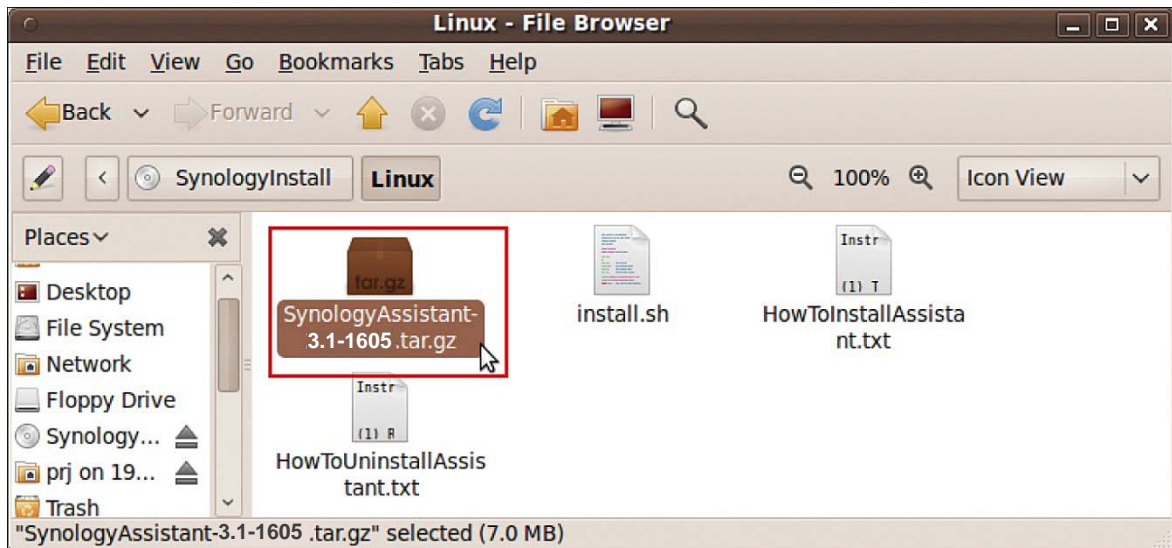 Linux - File Browser
File Edit View Go Bookmarks Tabs Help
Back Forward
SynologyInstall Linux 100% Icon View
Places
Desktop
File System
Network
Floppy Drive
Synology...
prj on 19...
Trash
tar.gz
SynologyAssistant-
3.1-1605 .tar.gz
install.sh
Instr
(1) T
HowToInstallAssista
nt.txt
Instr
(1) R
HowToUninstallAssis
tant.txt
"SynologyAssistant-3.1-1605 .tar.gz" selected (7.0 MB)